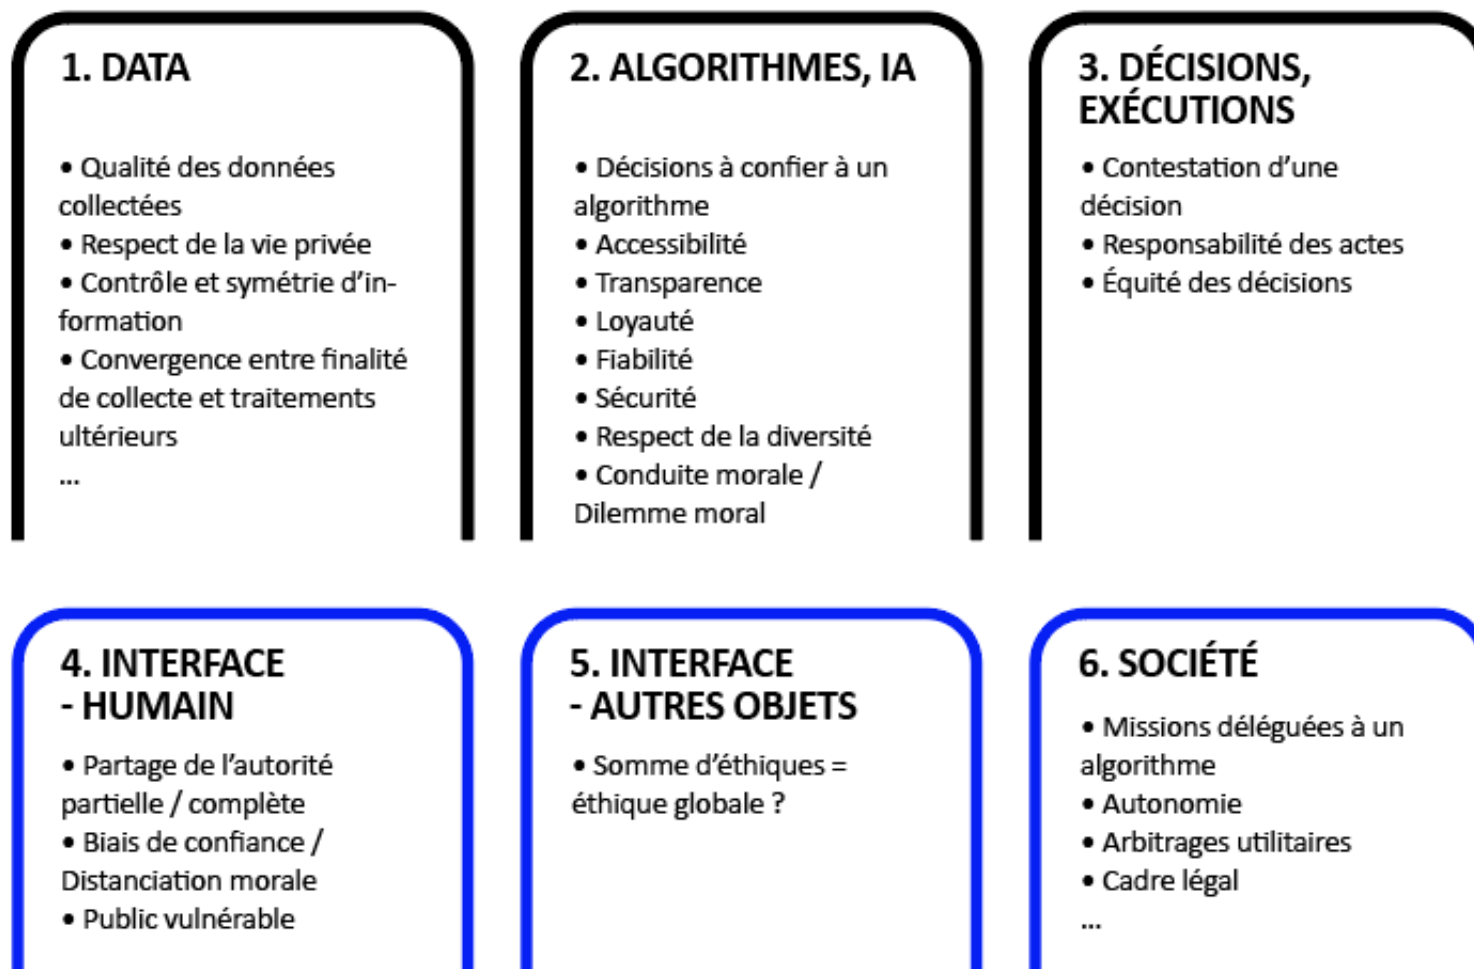 1. DATA
• Qualité des données
collectées
• Respect de la vie privée
• Contrôle et symétrie d’in-
formation
• Convergence entre finalité
de collecte et traitements
ultérieurs
...
2. ALGORITHMES, IA
• Décisions à confier à un
algorithme
• Accessibilité
• Transparence
• Loyauté
• Fiabilité
• Sécurité
• Respect de la diversité
• Conduite morale /
Dilemme moral
3. DÉCISIONS,
EXÉCUTIONS
• Contestation d’une
décision
• Responsabilité des actes
• Équité des décisions
4. INTERFACE
- HUMAIN
• Partage de l’autorité
partielle / complète
• Biais de confiance /
Distanciation morale
• Public vulnérable
5. INTERFACE
- AUTRES OBJETS
• Somme d’éthiques =
éthique globale ?
6. SOCIÉTÉ
• Missions déléguées à un
algorithme
• Autonomie
• Arbitrages utilitaires
• Cadre légal
...